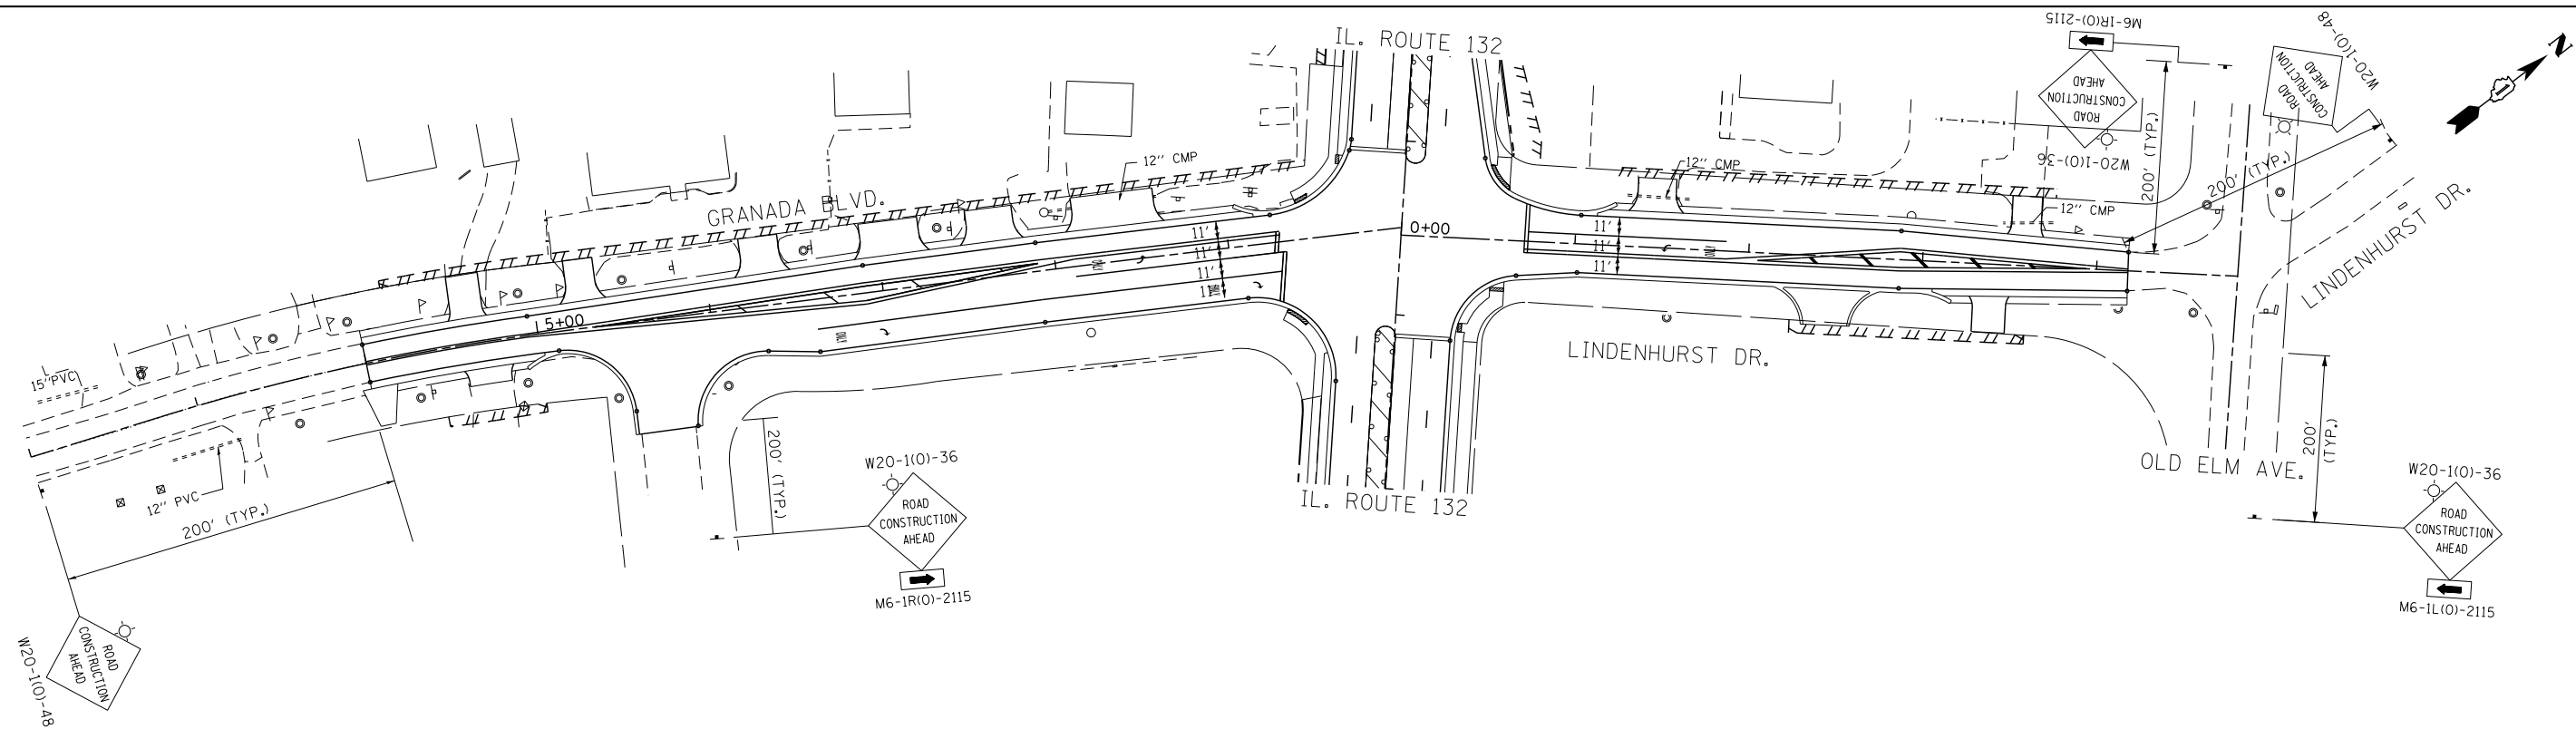 IL. ROUTE 132
M6-1R(O)-2115
ROAD
CONSTRUCTION
AHEAD
W20-1(O)-36
200' (TYP.)
W20-1(O)-48
ROAD
CONSTRUCTION
AHEAD
200' (TYP.)
N
12'' CMP
GRANADA BLVD.
12'' CMP
12'' CMP
LINDENHURST DR.
11'
11'
11'
11'
0+00
11'
11'
11'
5+00
LINDENHURST DR.
15''PVC
12'' PVC
200' (TYP.)
200' (TYP.)
W20-1(O)-36
ROAD
CONSTRUCTION
AHEAD
M6-1R(O)-2115
IL. ROUTE 132
OLD ELM AVE.
200'
(TYP.)
W20-1(O)-36
ROAD
CONSTRUCTION
AHEAD
M6-1L(O)-2115
ROAD
CONSTRUCTION
AHEAD
W20-1(O)-48